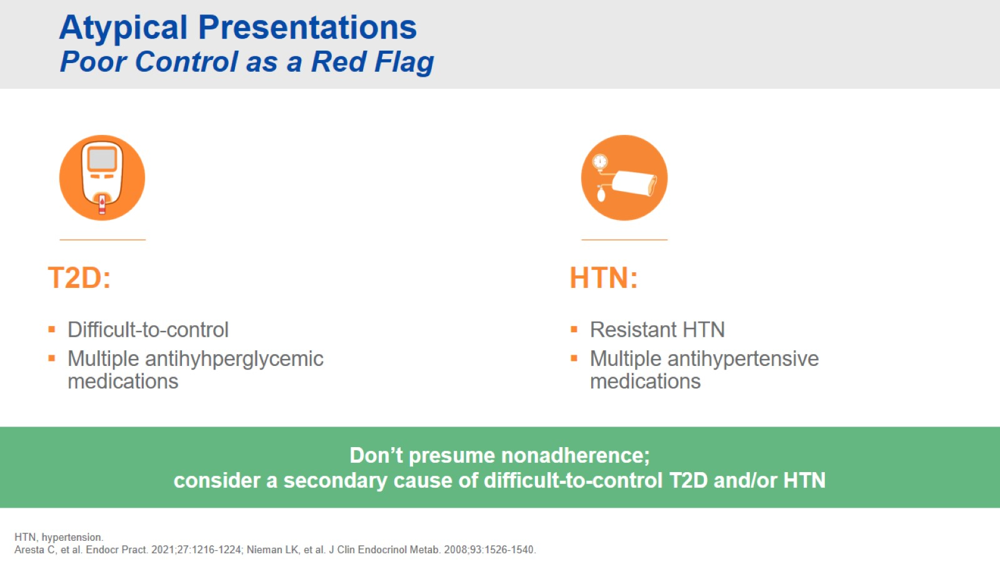 Atypical Presentations
Poor Control as a Red Flag
T2D:
▪ Difficult-to-control
▪ Multiple antihyhperglycemic
medications
HTN:
▪ Resistant HTN
▪ Multiple antihypertensive
medications
Don’t presume nonadherence;
consider a secondary cause of difficult-to-control T2D and/or HTN
HTN, hypertension.
Aresta C, et al. Endocr Pract. 2021;27:1216-1224; Nieman LK, et al. J Clin Endocrinol Metab. 2008;93:1526-1540.